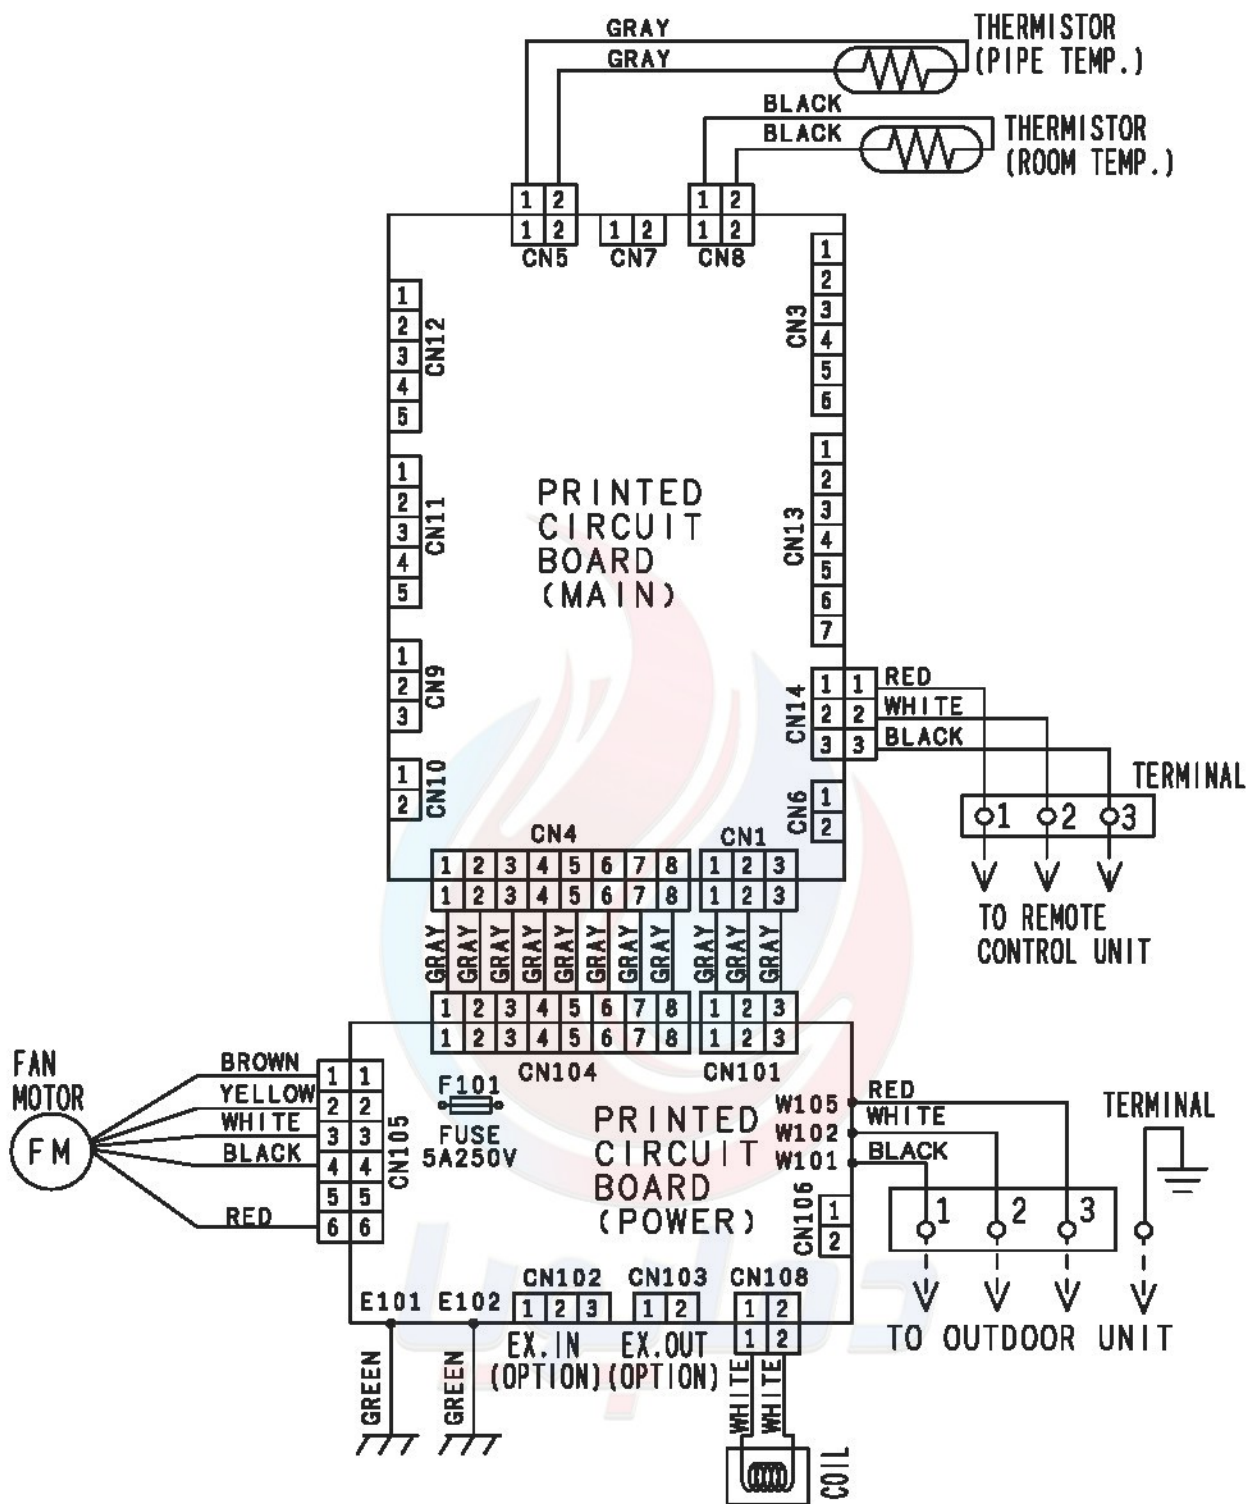 GRAY
THERMISTOR
(PIPE TEMP.)
GRAY
BLACK
THERMISTOR
(ROOM TEMP.)
BLACK
1 2
1 2
CN5
1 2
CN7
1 2
1 2
CN8
1
2
3
4
5
CN12
1
2
3
4
5
6
CN3
1
2
3
4
5
CN11
PRINTED
CIRCUIT
BOARD
(MAIN)
1
2
3
4
5
6
7
CN13
1
2
3
CN9
CN14
1 1 RED
2 2 WHITE
3 3 BLACK
1
2
CN10
1
2
CN6
TERMINAL
1 2 3
TO REMOTE
CONTROL UNIT
CN4
1 2 3 4 5 6 7 8
1 2 3 4 5 6 7 8
CN1
1 2 3
1 2 3
GRAY GRAY GRAY GRAY GRAY GRAY GRAY GRAY
GRAY GRAY GRAY
1 2 3 4 5 6 7 8
1 2 3 4 5 6 7 8
CN104
1 2 3
1 2 3
CN101
FAN
MOTOR
FM
BROWN 1 1
YELLOW 2 2
WHITE 3 3
BLACK 4 4
5 5
RED 6 6
CN105
F101
FUSE
5A250V
PRINTED
CIRCUIT
BOARD
(POWER)
W105 RED
W102 WHITE
W101 BLACK
TERMINAL
CN106
1
2
1 2 3
TO OUTDOOR UNIT
E101 E102
GREEN GREEN
CN102
1 2 3
EX.IN
(OPTION)
CN103
1 2
EX.OUT
(OPTION)
CN108
1 2
1 2
WHITE WHITE
COIL
دماچما